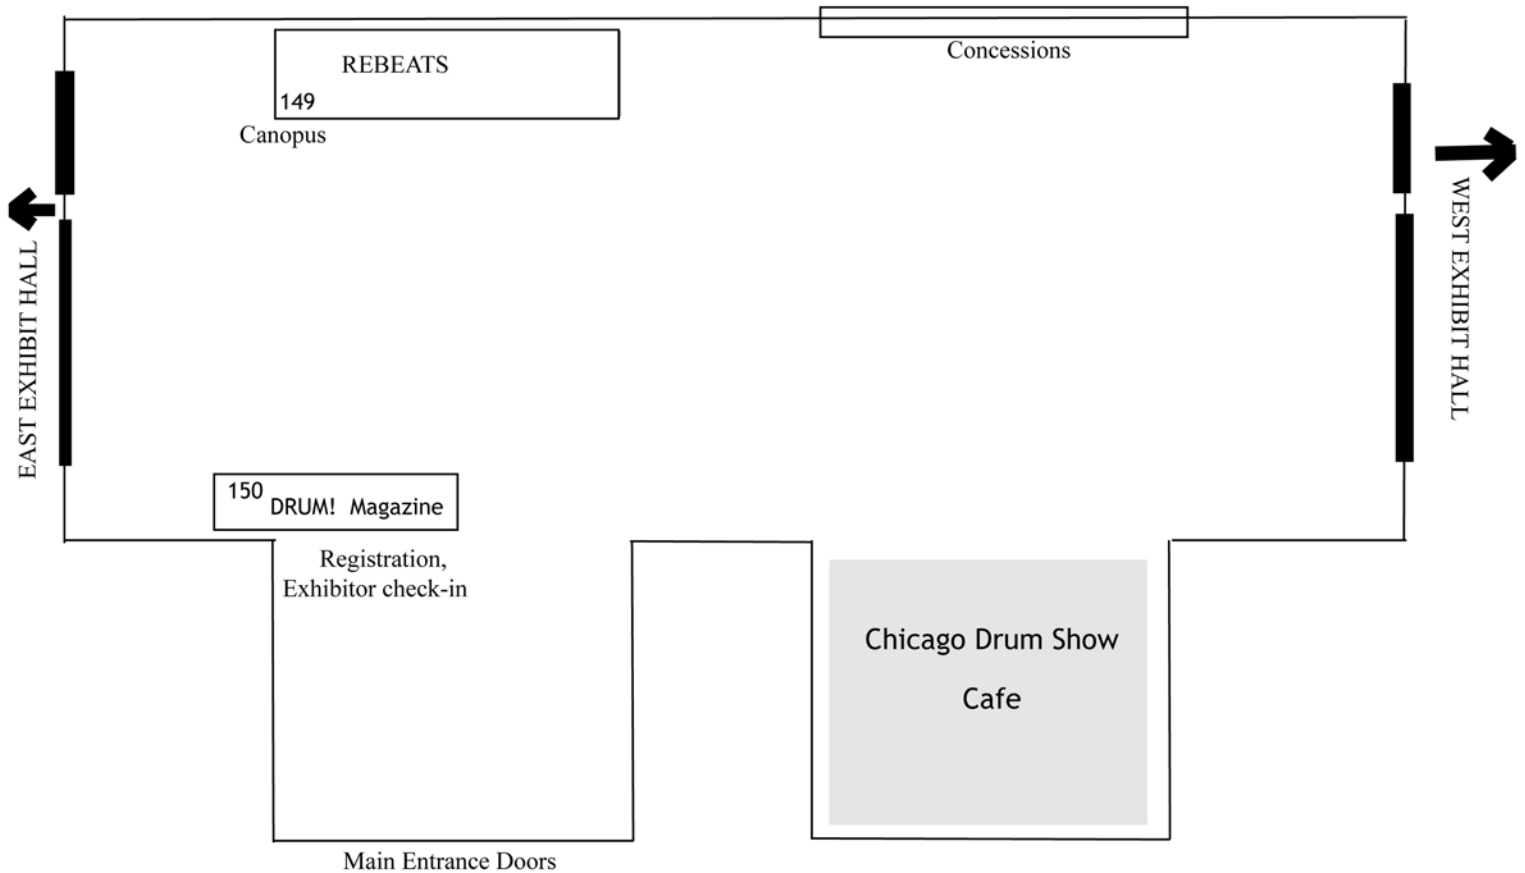 Concessions
REBEATS
149
Canopus
EAST EXHIBIT HALL
WEST EXHIBIT HALL
150
DRUM! Magazine
Registration,
Exhibitor check-in
Chicago Drum Show
Cafe
Main Entrance Doors